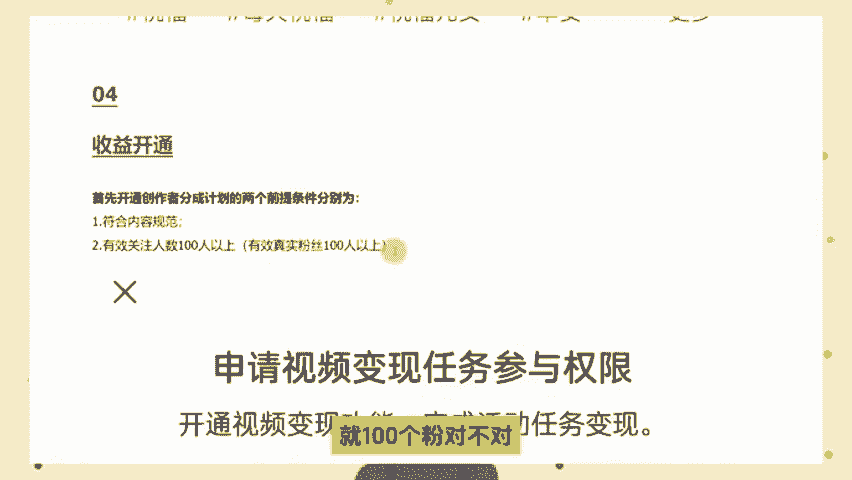 04
收益开通
首先开通创作者分成计划的两个前提条件分别为：
1.符合内容规范；
2.有效关注人数100人以上（有效真实粉丝100人以上）
申请视频变现任务参与权限
开通视频变现功能，完成活动任务变现。
就100个粉对不对